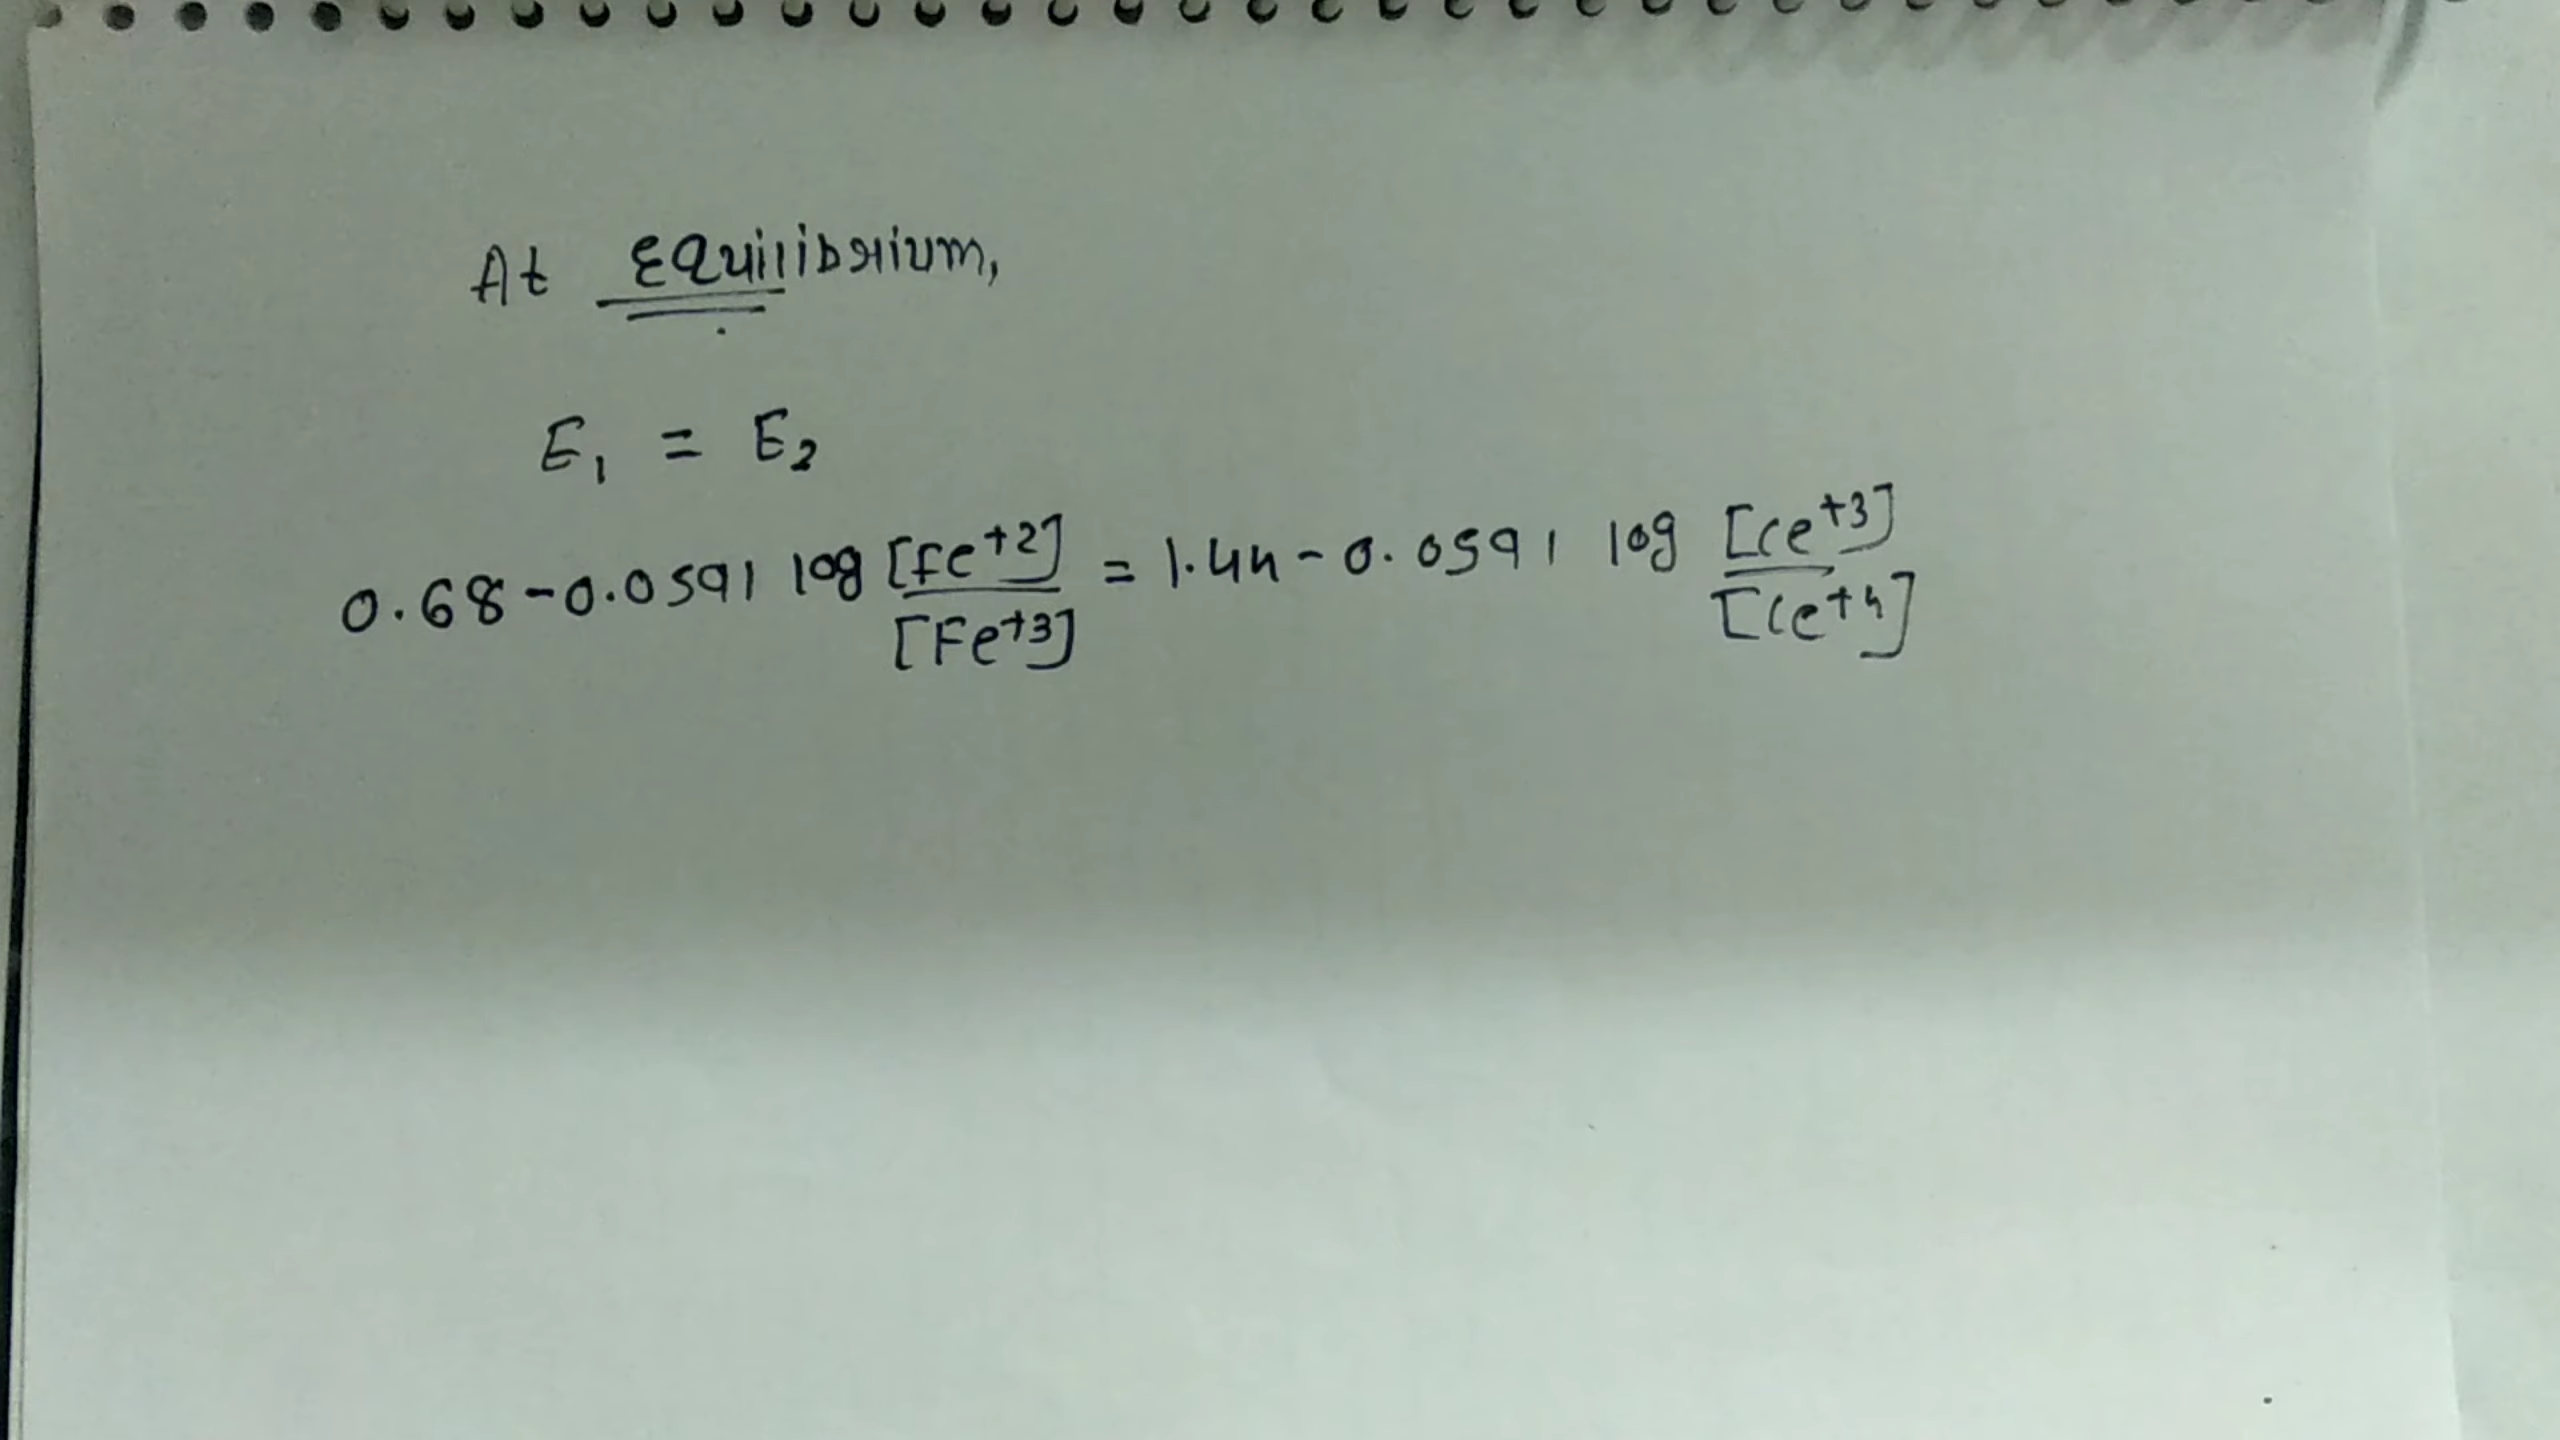 At Equilibrium,
E₁ = E₂
0.68-0.0591 log [Fe⁺²]/[Fe⁺³] = 1.44-0.0591 log [Ce⁺³]/[Ce⁺⁴]